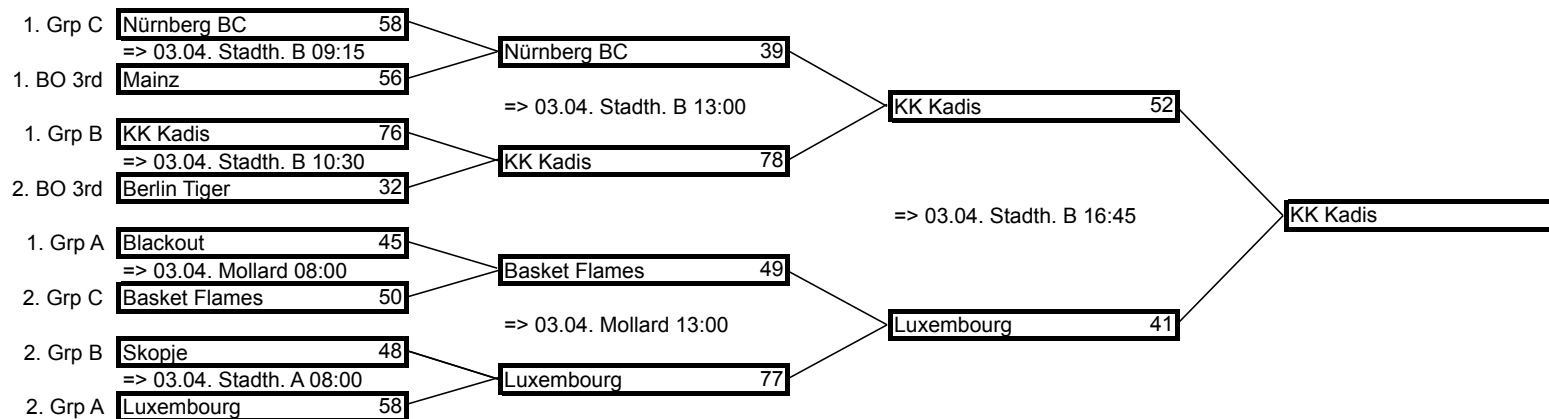 1. Grp C Nürnberg BC 58
=> 03.04. Stadth. B 09:15
Nürnberg BC 39
1. BO 3rd Mainz 56
=> 03.04. Stadth. B 13:00
KK Kadis 52
1. Grp B KK Kadis 76
=> 03.04. Stadth. B 10:30
KK Kadis 78
2. BO 3rd Berlin Tiger 32
=> 03.04. Stadth. B 16:45
KK Kadis
1. Grp A Blackout 45
=> 03.04. Mollard 08:00
Basket Flames 49
2. Grp C Basket Flames 50
=> 03.04. Mollard 13:00
Luxembourg 41
2. Grp B Skopje 48
=> 03.04. Stadth. A 08:00
Luxembourg 77
2. Grp A Luxembourg 58